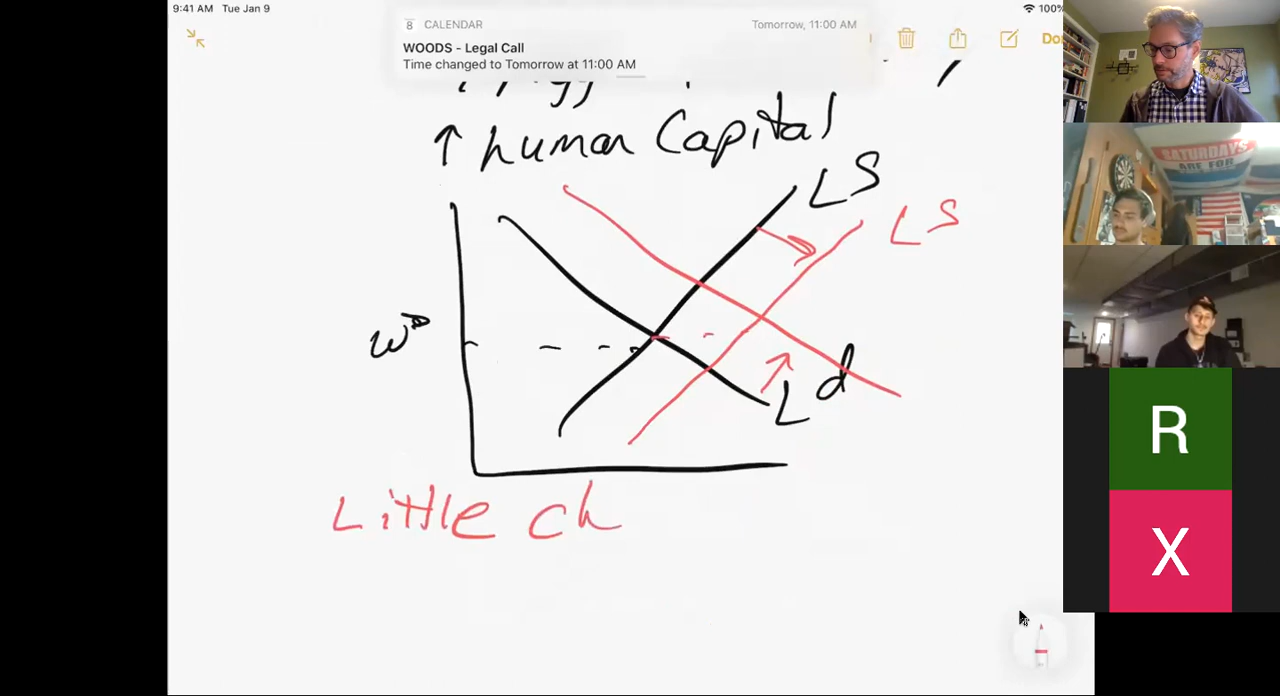 9:41 AM Tue Jan 9
100%
8 CALENDAR
Tomorrow, 11:00 AM
WOODS - Legal Call
Time changed to Tomorrow at 11:00 AM
↑ human Capital
LS
LS
w
Ld
Little ch
SATURDAYS
ARE FOR
R
X